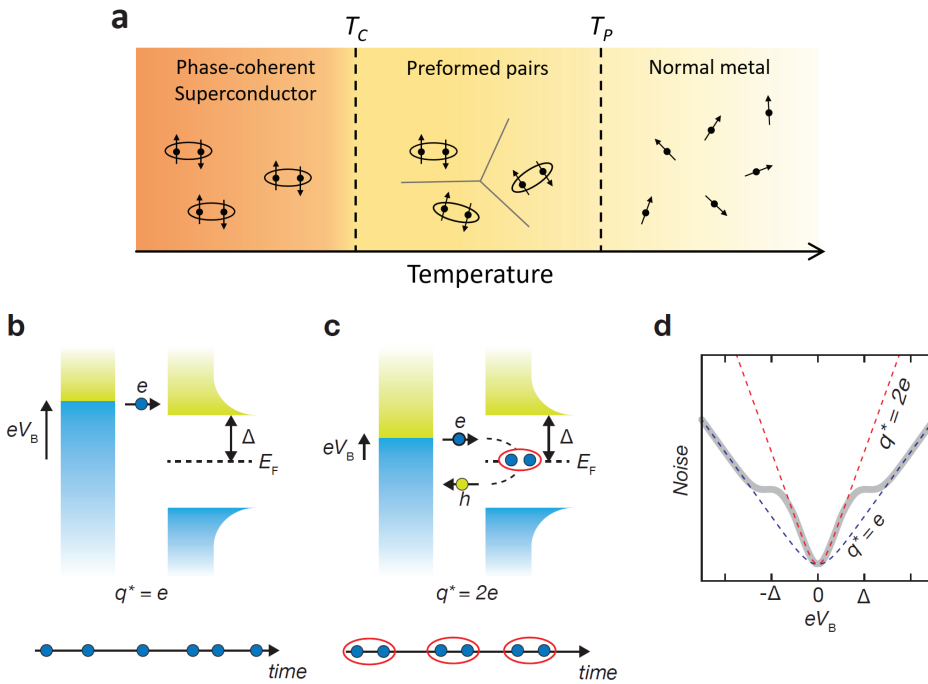 a
T_C
T_P
Phase-coherent
Superconductor
Preformed pairs
Normal metal
Temperature
b
e
eV_B
Δ
E_F
q* = e
time
c
e
eV_B
Δ
E_F
h
q* = 2e
time
d
Noise
q* = 2e
q* = e
-Δ
0
Δ
eV_B